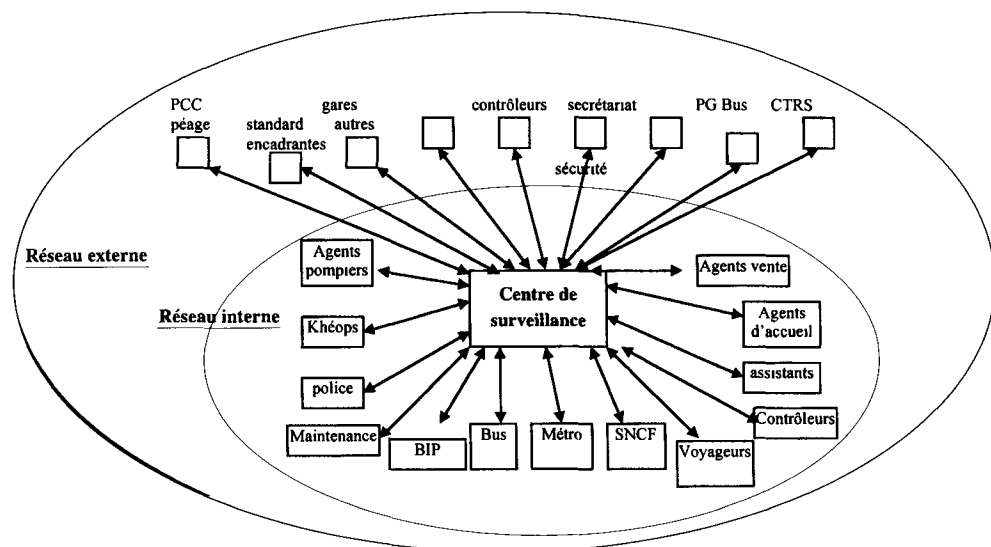 PCC
péage
standard
encadrantes
gares
autres
contrôleurs
secrétariat
sécurité
PG Bus
CTRS
Réseau externe
Réseau interne
Agents
pompiers
Khéops
police
Maintenance
BIP
Bus
Métro
SNCF
Voyageurs
Contrôleurs
assistants
Agents
d'accueil
Agents vente
Centre de
surveillance